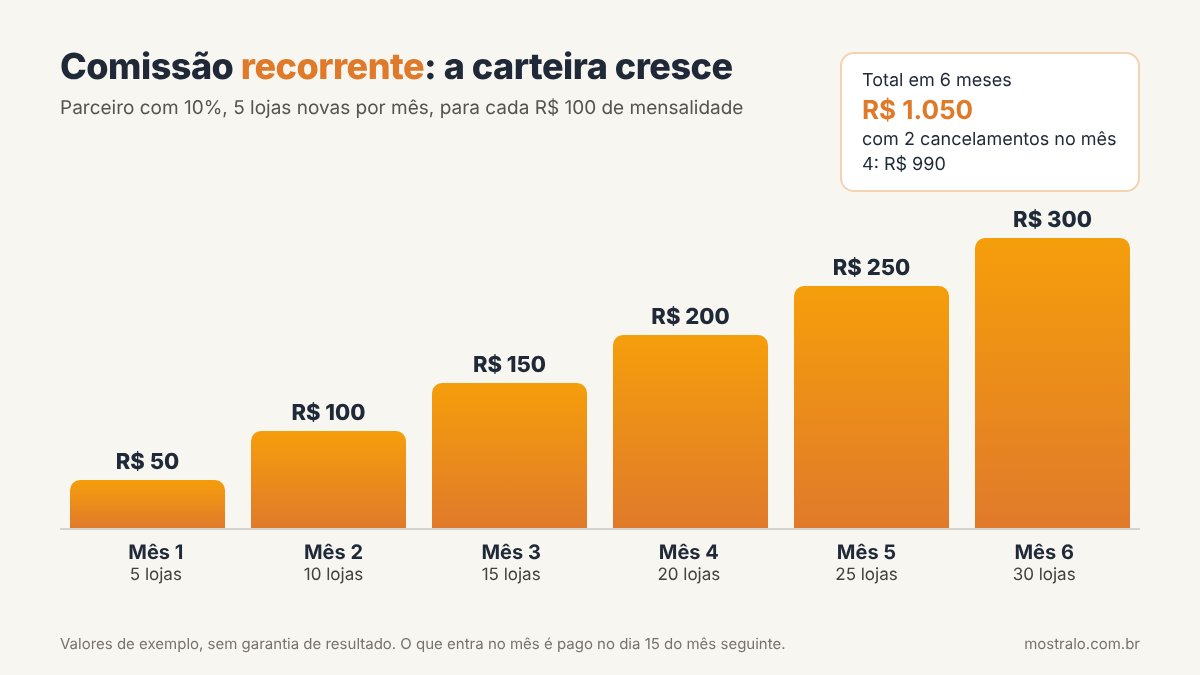 Comissão recorrente: a carteira cresce
Parceiro com 10%, 5 lojas novas por mês, para cada R$ 100 de mensalidade
Total em 6 meses
R$ 1.050
com 2 cancelamentos no mês
4: R$ 990
R$ 50
R$ 100
R$ 150
R$ 200
R$ 250
R$ 300
Mês 1
5 lojas
Mês 2
10 lojas
Mês 3
15 lojas
Mês 4
20 lojas
Mês 5
25 lojas
Mês 6
30 lojas
Valores de exemplo, sem garantia de resultado. O que entra no mês é pago no dia 15 do mês seguinte.
mostralo.com.br